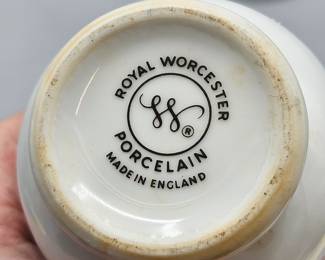 ROYAL WORCESTER
®
PORCELAIN
MADE IN ENGLAND